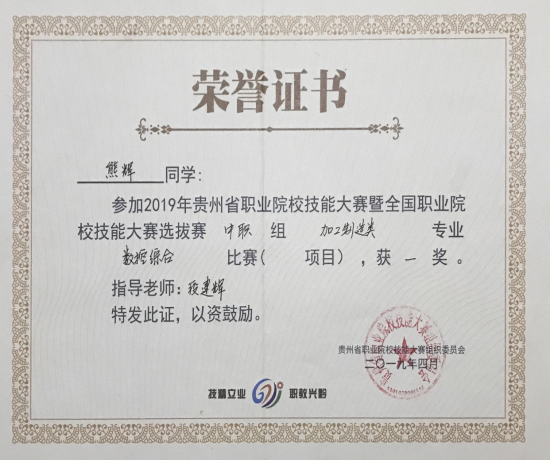 荣誉证书
熊辉 同学:
参加2019年贵州省职业院校技能大赛暨全国职业院
校技能大赛选拔赛 中职 组 加工制造类 专业
数控综合 比赛( 项目),获 一 奖。
指导老师:段建辉
特发此证,以资鼓励。
贵州省职业院校技能大赛组织委员会
二〇一九年四月
技精立业 职教兴黔